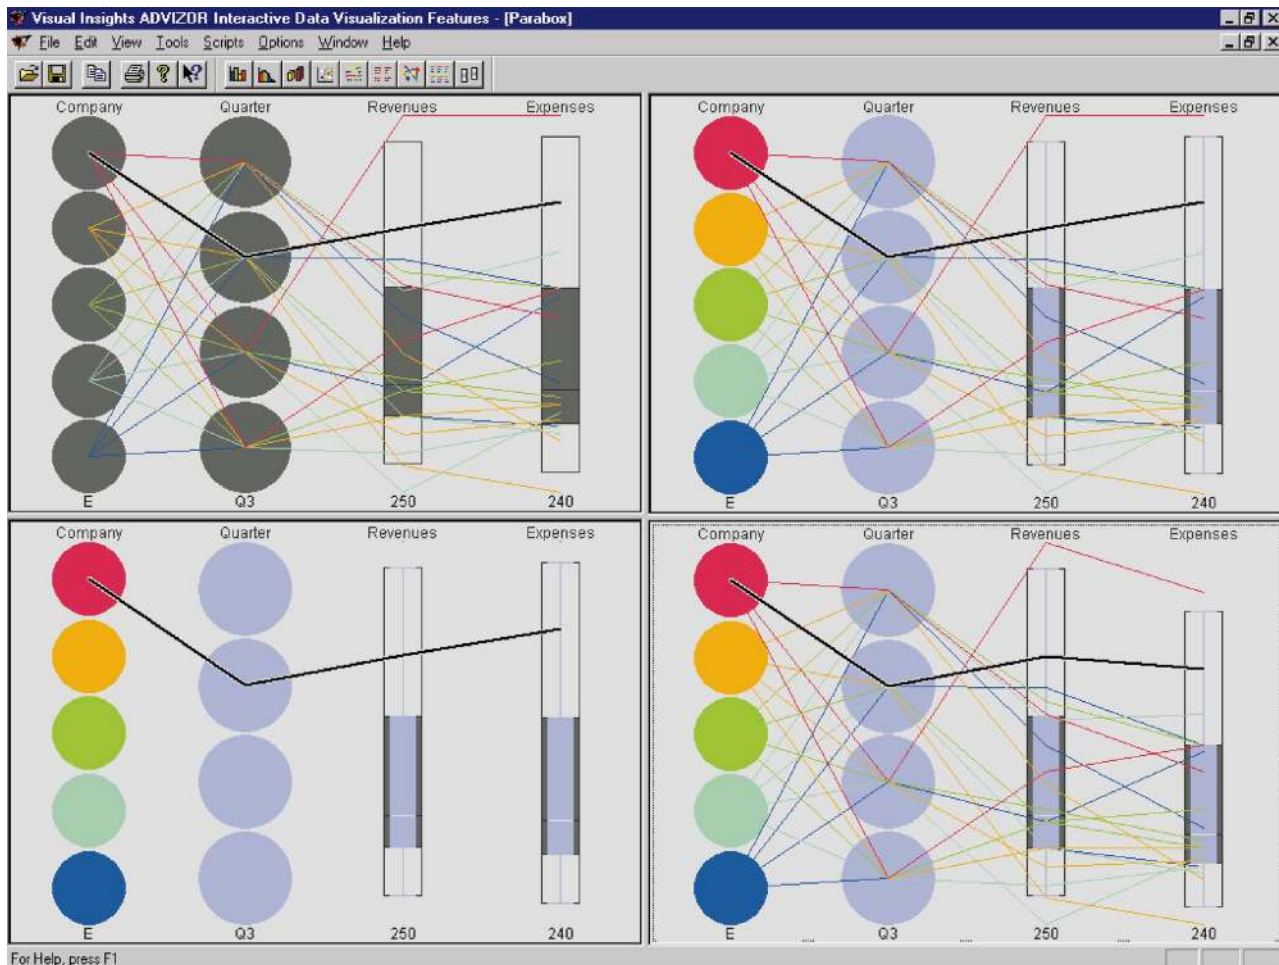 Visual Insights ADVIZOR Interactive Data Visualization Features - [Parabox]
File Edit View Tools Scripts Options Window Help
Company Quarter Revenues Expenses
E Q3 250 240
Company Quarter Revenues Expenses
E Q3 250 240
Company Quarter Revenues Expenses
E Q3 250 240
Company Quarter Revenues Expenses
E Q3 250 240
For Help, press F1